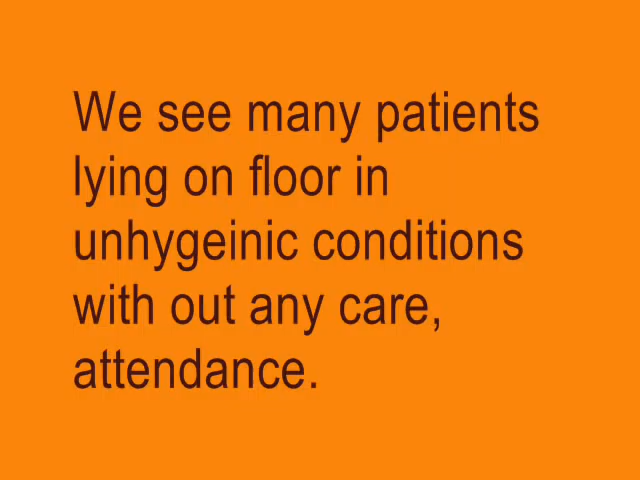 We see many patients
lying on floor in
unhygeinic conditions
with out any care,
attendance.